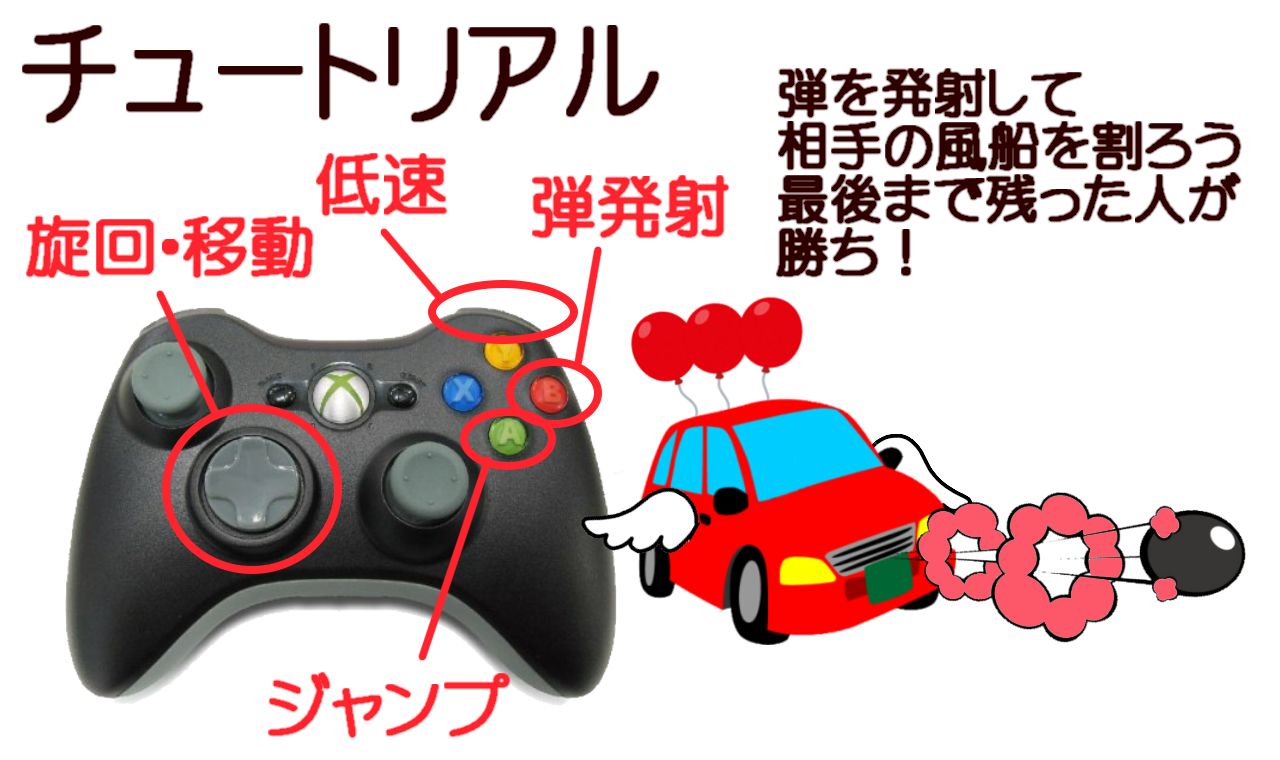 チュートリアル
弾を発射して
相手の風船を割ろう
最後まで残った人が
勝ち！
低速
弾発射
旋回・移動
Y
X
B
A
ジャンプ